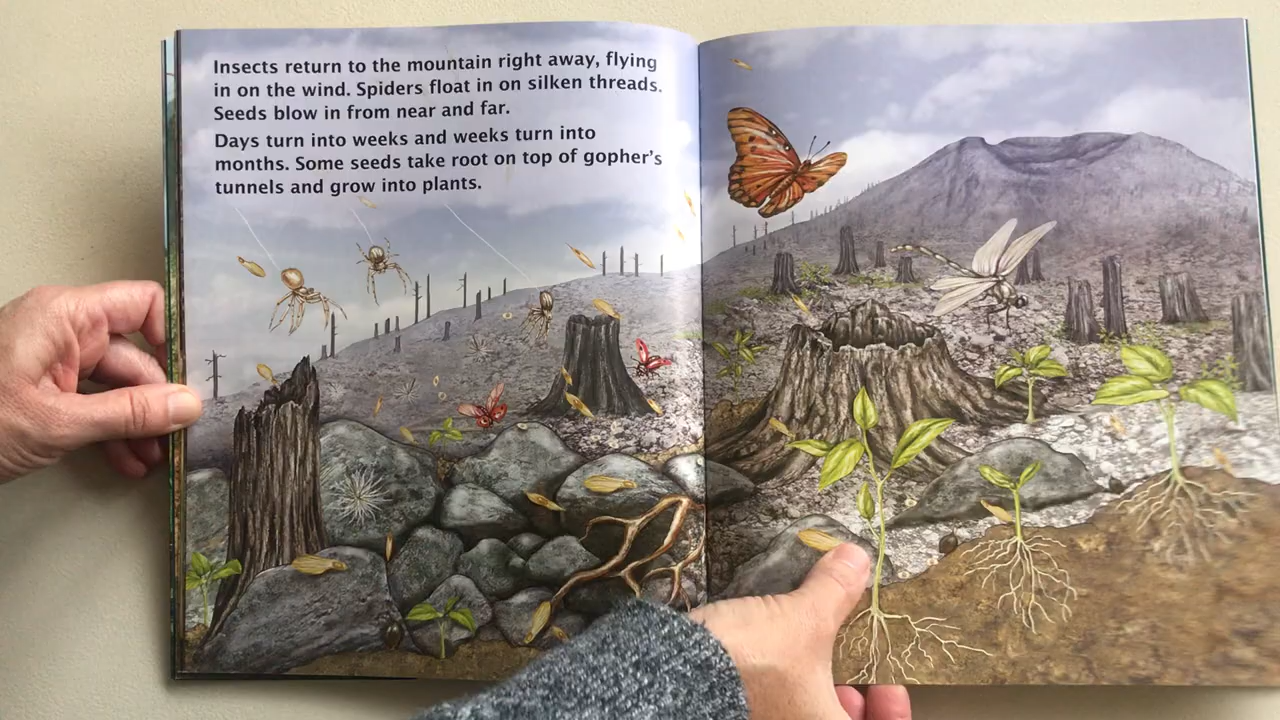 Insects return to the mountain right away, flying
in on the wind. Spiders float in on silken threads.
Seeds blow in from near and far.
Days turn into weeks and weeks turn into
months. Some seeds take root on top of gopher's
tunnels and grow into plants.